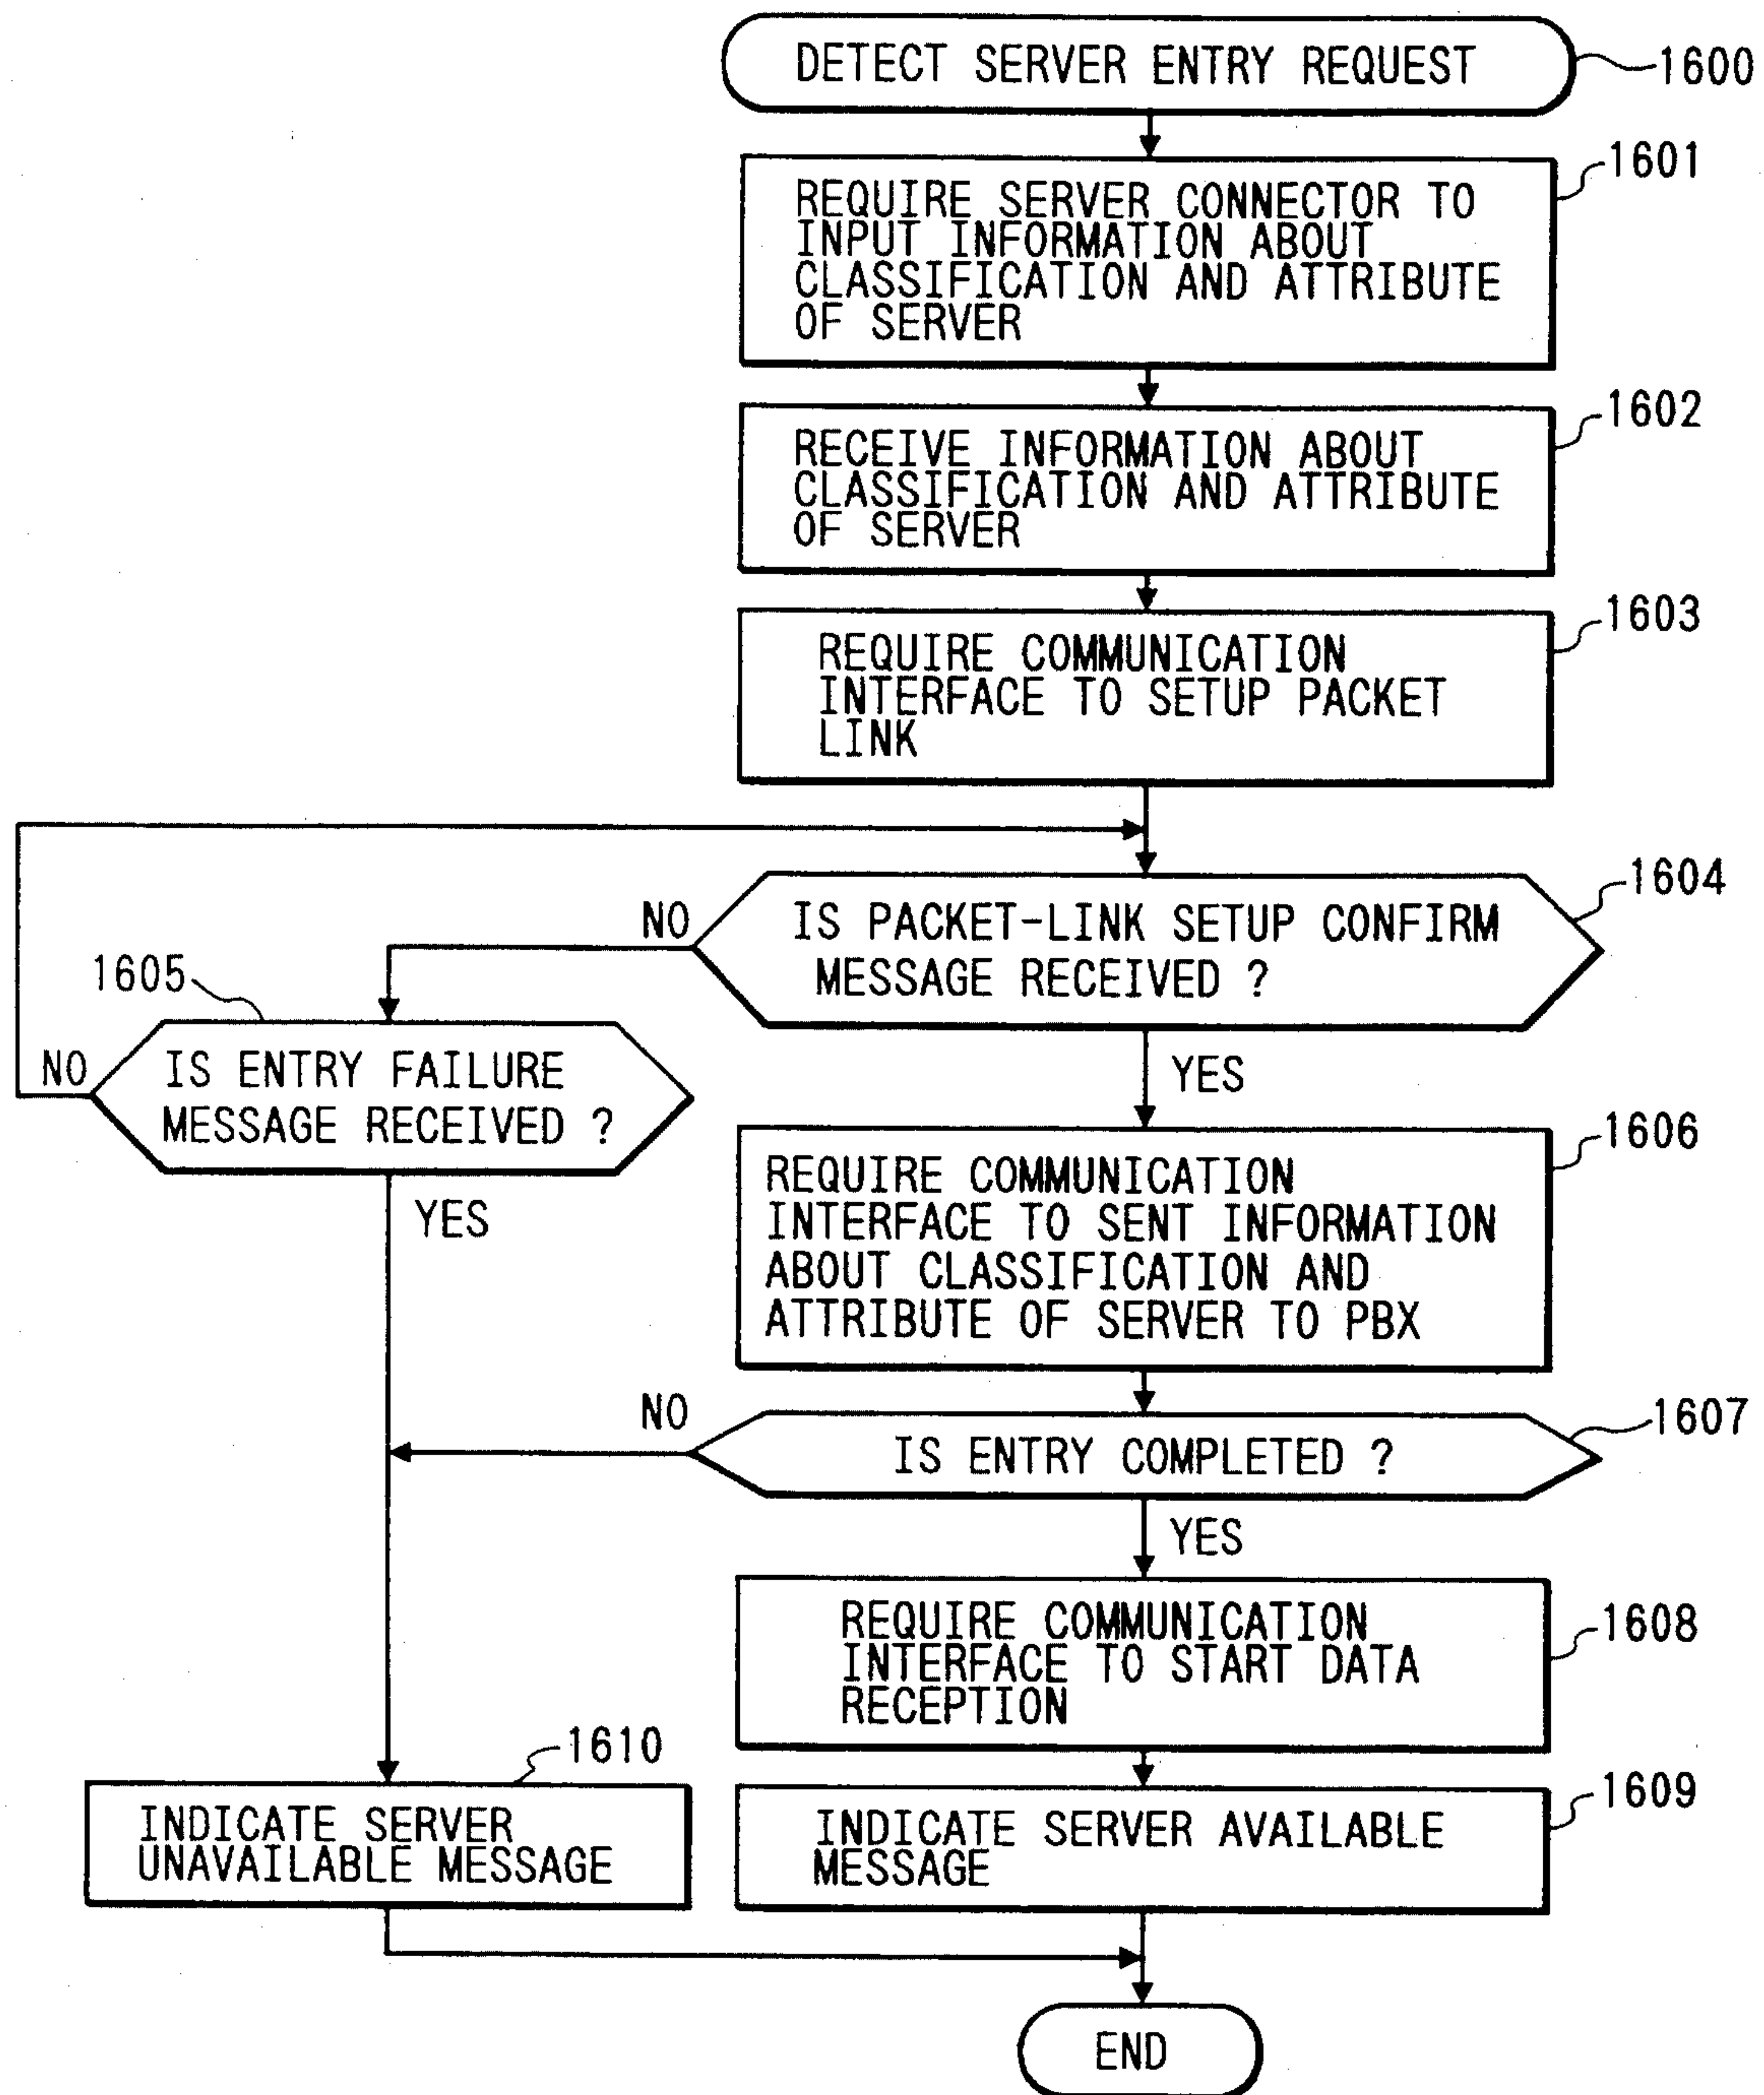 DETECT SERVER ENTRY REQUEST
1600
1601
REQUIRE SERVER CONNECTOR TO
INPUT INFORMATION ABOUT
CLASSIFICATION AND ATTRIBUTE
OF SERVER
1602
RECEIVE INFORMATION ABOUT
CLASSIFICATION AND ATTRIBUTE
OF SERVER
1603
REQUIRE COMMUNICATION
INTERFACE TO SETUP PACKET
LINK
1604
NO
IS PACKET-LINK SETUP CONFIRM
MESSAGE RECEIVED ?
1605
NO
IS ENTRY FAILURE
MESSAGE RECEIVED ?
YES
YES
1606
REQUIRE COMMUNICATION
INTERFACE TO SENT INFORMATION
ABOUT CLASSIFICATION AND
ATTRIBUTE OF SERVER TO PBX
NO
1607
IS ENTRY COMPLETED ?
YES
REQUIRE COMMUNICATION
INTERFACE TO START DATA
RECEPTION
1608
1610
INDICATE SERVER
UNAVAILABLE MESSAGE
1609
INDICATE SERVER AVAILABLE
MESSAGE
END